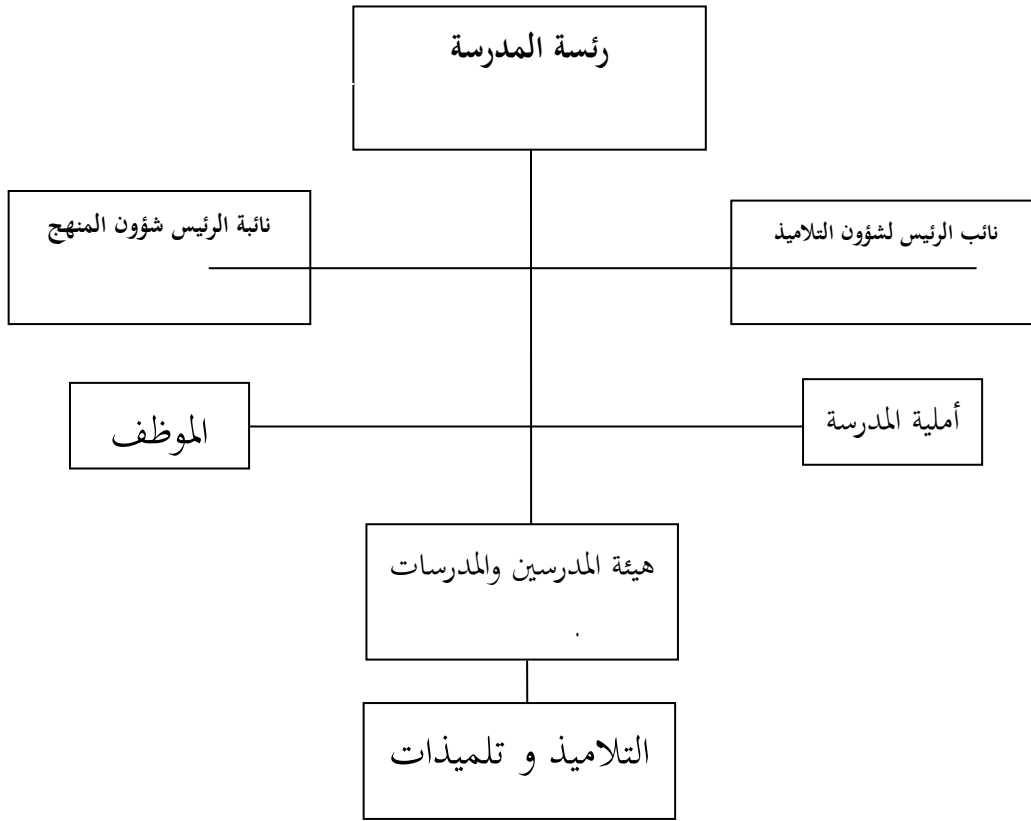 رئسة المدرسة
نائب الرئيس لشؤون التلاميذ
نائبة الرئيس شؤون المنهج
أملية المدرسة
الموظف
هيئة المدرسين والمدرسات
.
التلاميذ و تلميذات